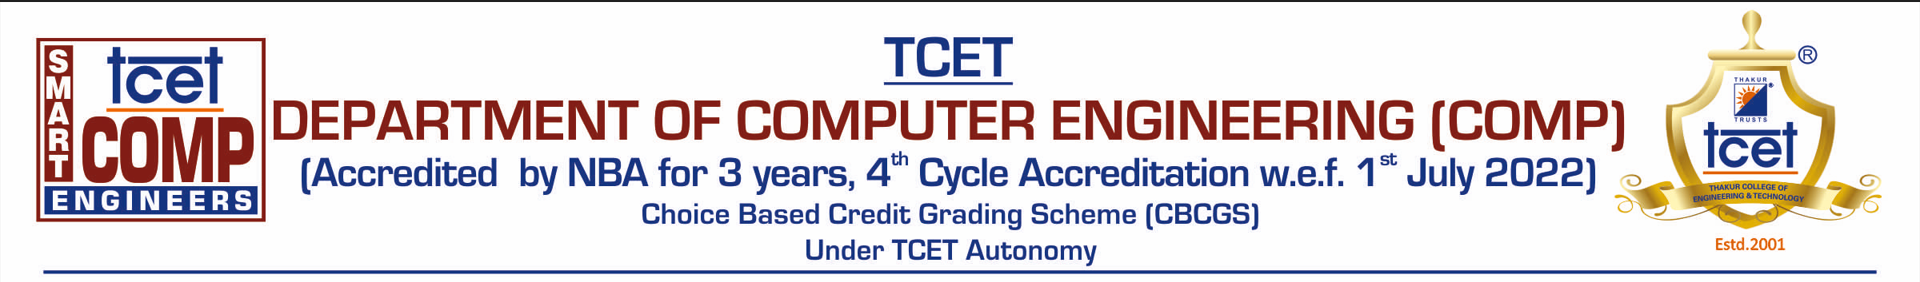 SMART
tcet
COMP
ENGINEERS
TCET
DEPARTMENT OF COMPUTER ENGINEERING (COMP)
(Accredited by NBA for 3 years, 4th Cycle Accreditation w.e.f. 1st July 2022)
Choice Based Credit Grading Scheme (CBCGS)
Under TCET Autonomy
®
THAKUR
®
TRUSTS
tcet
THAKUR COLLEGE OF
ENGINEERING & TECHNOLOGY
Estd.2001